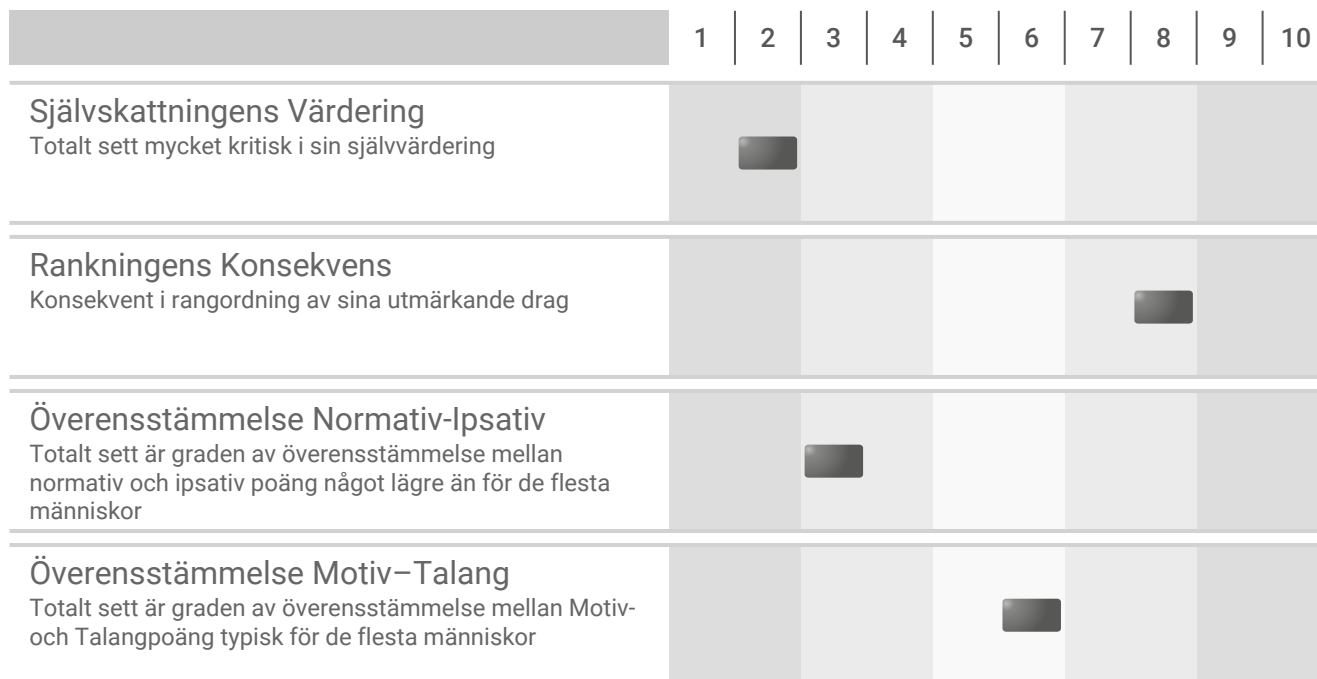 1 2 3 4 5 6 7 8 9 10
Självskattningens Värdering
Totalt sett mycket kritisk i sin självvärdering
Rankningens Konsekvens
Konsekvent i rangordning av sina utmärkande drag
Överensstämmelse Normativ-Ipsativ
Totalt sett är graden av överensstämmelse mellan
normativ och ipsativ poäng något lägre än för de flesta
människor
Överensstämmelse Motiv–Talang
Totalt sett är graden av överensstämmelse mellan Motiv-
och Talangpoäng typisk för de flesta människor